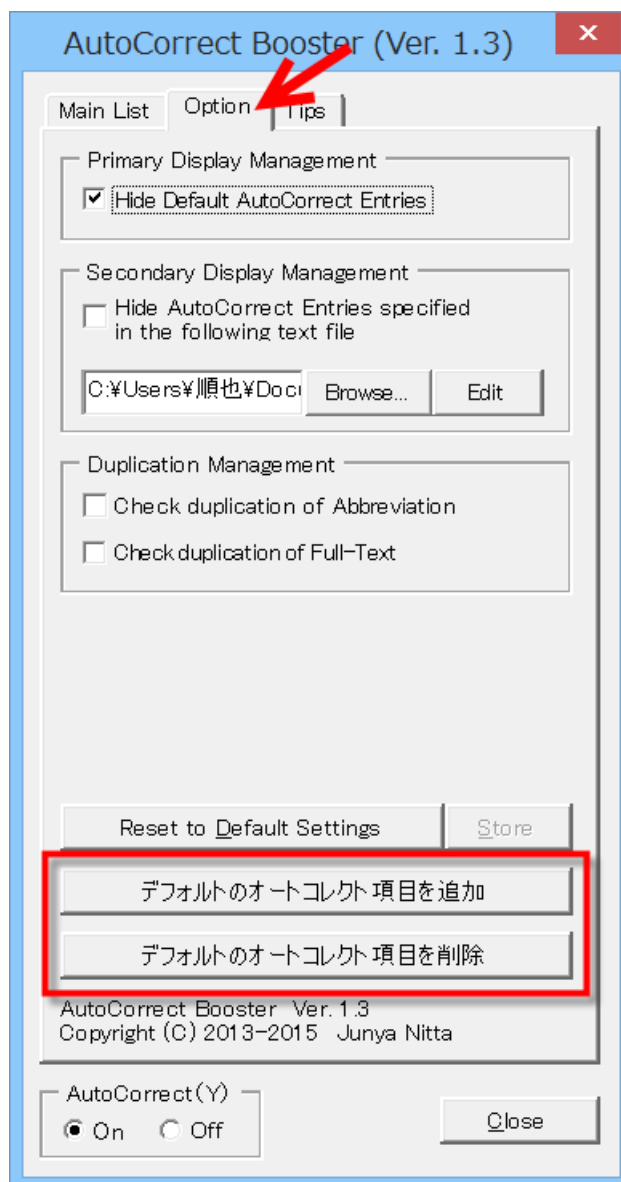 AutoCorrect Booster (Ver. 1.3)
Main List Option Tips
Primary Display Management
Hide Default AutoCorrect Entries
Secondary Display Management
Hide AutoCorrect Entries specified
in the following text file
C:¥Users¥順也¥Docu Browse... Edit
Duplication Management
Check duplication of Abbreviation
Check duplication of Full-Text
Reset to Default Settings Store
デフォルトのオートコレクト項目を追加
デフォルトのオートコレクト項目を削除
AutoCorrect Booster Ver. 1.3
Copyright (C) 2013-2015 Junya Nitta
AutoCorrect(Y)
On Off Close